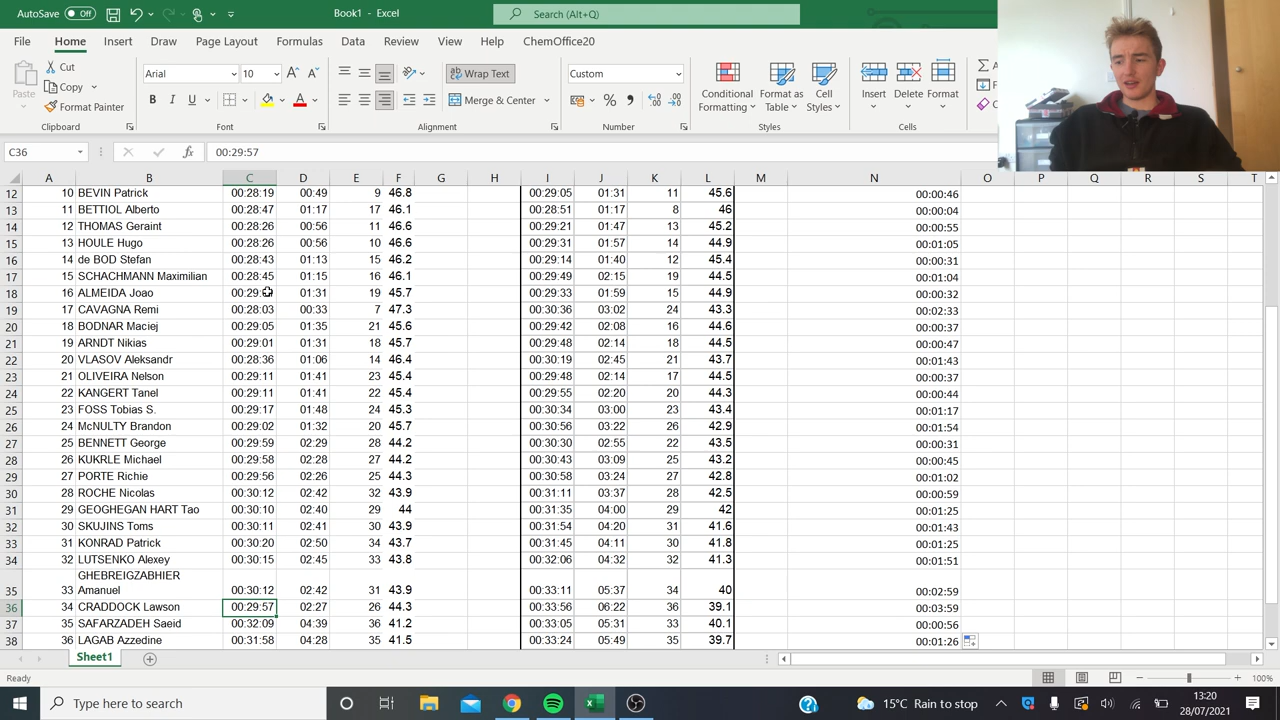 AutoSave Off Book1 - Excel Search (Alt+Q)
File Home Insert Draw Page Layout Formulas Data Review View Help ChemOffice20
Paste Cut Copy Format Painter Clipboard
Arial 10 A A B I U A Font
ab Wrap Text Merge & Center Alignment
Custom % , Number
Conditional Formatting Format as Table Cell Styles Styles
Insert Delete Format Cells
C36 fx 00:29:57
A B C D E F G H I J K L M N O P Q R S T
12 10 BEVIN Patrick 00:28:19 00:49 9 46.8 00:29:05 01:31 11 45.6 00:00:46
13 11 BETTIOL Alberto 00:28:47 01:17 17 46.1 00:28:51 01:17 8 46 00:00:04
14 12 THOMAS Geraint 00:28:26 00:56 11 46.6 00:29:21 01:47 13 45.2 00:00:55
15 13 HOULE Hugo 00:28:26 00:56 10 46.6 00:29:31 01:57 14 44.9 00:01:05
16 14 de BOD Stefan 00:28:43 01:13 15 46.2 00:29:14 01:40 12 45.4 00:00:31
17 15 SCHACHMANN Maximilian 00:28:45 01:15 16 46.1 00:29:49 02:15 19 44.5 00:01:04
18 16 ALMEIDA Joao 01:31 19 45.7 00:29:33 01:59 15 44.9 00:00:32
19 17 CAVAGNA Remi 00:28:03 00:33 7 47.3 00:30:36 03:02 24 43.3 00:02:33
20 18 BODNAR Maciej 00:29:05 01:35 21 45.6 00:29:42 02:08 16 44.6 00:00:37
21 19 ARNDT Nikias 00:29:01 01:31 18 45.7 00:29:48 02:14 18 44.5 00:00:47
22 20 VLASOV Aleksandr 00:28:36 01:06 14 46.4 00:30:19 02:45 21 43.7 00:01:43
23 21 OLIVEIRA Nelson 00:29:11 01:41 23 45.4 00:29:48 02:14 17 44.5 00:00:37
24 22 KANGERT Tanel 00:29:11 01:41 22 45.4 00:29:55 02:20 20 44.3 00:00:44
25 23 FOSS Tobias S. 00:29:17 01:48 24 45.3 00:30:34 03:00 23 43.4 00:01:17
26 24 McNULTY Brandon 00:29:02 01:32 20 45.7 00:30:56 03:22 26 42.9 00:01:54
27 25 BENNETT George 00:29:59 02:29 28 44.2 00:30:30 02:55 22 43.5 00:00:31
28 26 KUKRLE Michael 00:29:58 02:28 27 44.2 00:30:43 03:09 25 43.2 00:00:45
29 27 PORTE Richie 00:29:56 02:26 25 44.3 00:30:58 03:24 27 42.8 00:01:02
30 28 ROCHE Nicolas 00:30:12 02:42 32 43.9 00:31:11 03:37 28 42.5 00:00:59
31 29 GEOGHEGAN HART Tao 00:30:10 02:40 29 44 00:31:35 04:00 29 42 00:01:25
32 30 SKUJINS Toms 00:30:11 02:41 30 43.9 00:31:54 04:20 31 41.6 00:01:43
33 31 KONRAD Patrick 00:30:20 02:50 34 43.7 00:31:45 04:11 30 41.8 00:01:25
34 32 LUTSENKO Alexey 00:30:15 02:45 33 43.8 00:32:06 04:32 32 41.3 00:01:51
GHEBREIGZABHIER
35 33 Amanuel 00:30:12 02:42 31 43.9 00:33:11 05:37 34 40 00:02:59
36 34 CRADDOCK Lawson 00:29:57 02:27 26 44.3 00:33:56 06:22 36 39.1 00:03:59
37 35 SAFARZADEH Saeid 00:32:09 04:39 36 41.2 00:33:05 05:31 33 40.1 00:00:56
38 36 LAGAB Azzedine 00:31:58 04:28 35 41.5 00:33:24 05:49 35 39.7 00:01:26
Sheet1
Ready 100%
Type here to search 15°C Rain to stop 13:20
28/07/2021